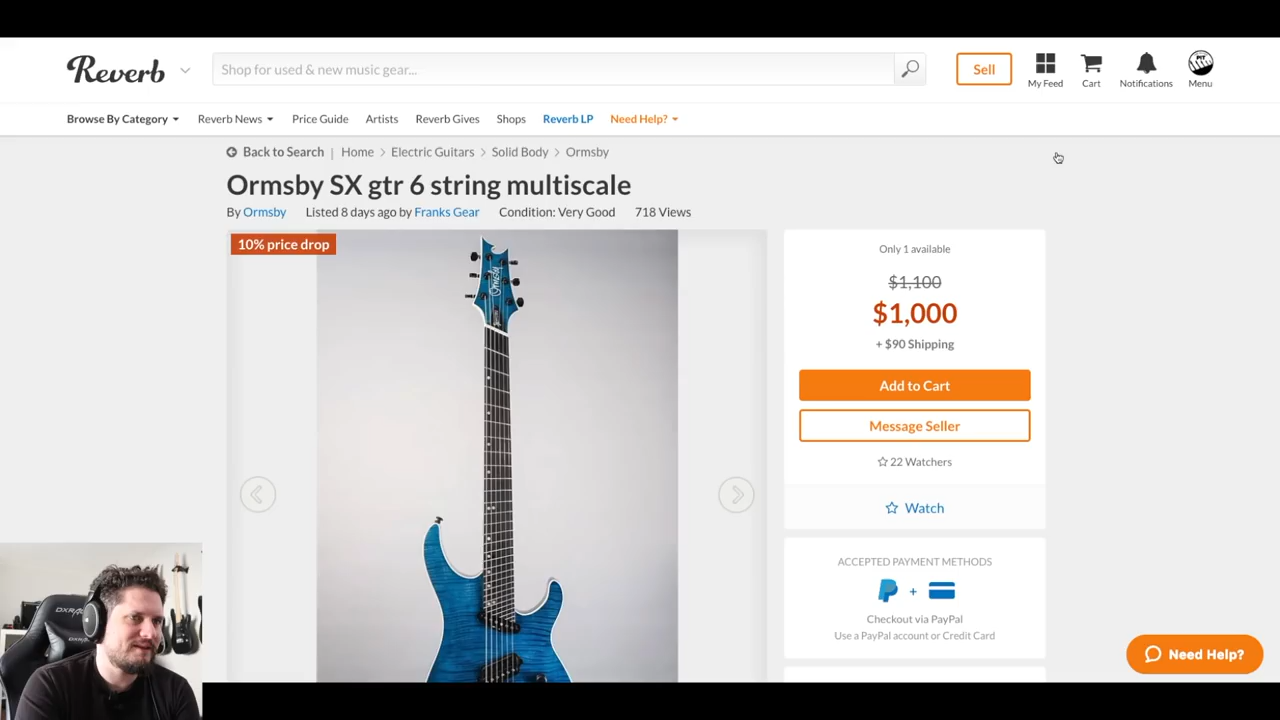 Reverb
Shop for used & new music gear...
Sell
My Feed
Cart
Notifications
Menu
Browse By Category
Reverb News
Price Guide
Artists
Reverb Gives
Shops
Reverb LP
Need Help?
Back to Search | Home > Electric Guitars > Solid Body > Ormsby
Ormsby SX gtr 6 string multiscale
By Ormsby Listed 8 days ago by Franks Gear Condition: Very Good 718 Views
10% price drop
Ormsby
Only 1 available
$1,100
$1,000
+ $90 Shipping
Add to Cart
Message Seller
22 Watchers
Watch
ACCEPTED PAYMENT METHODS
+
Checkout via PayPal
Use a PayPal account or Credit Card
Need Help?